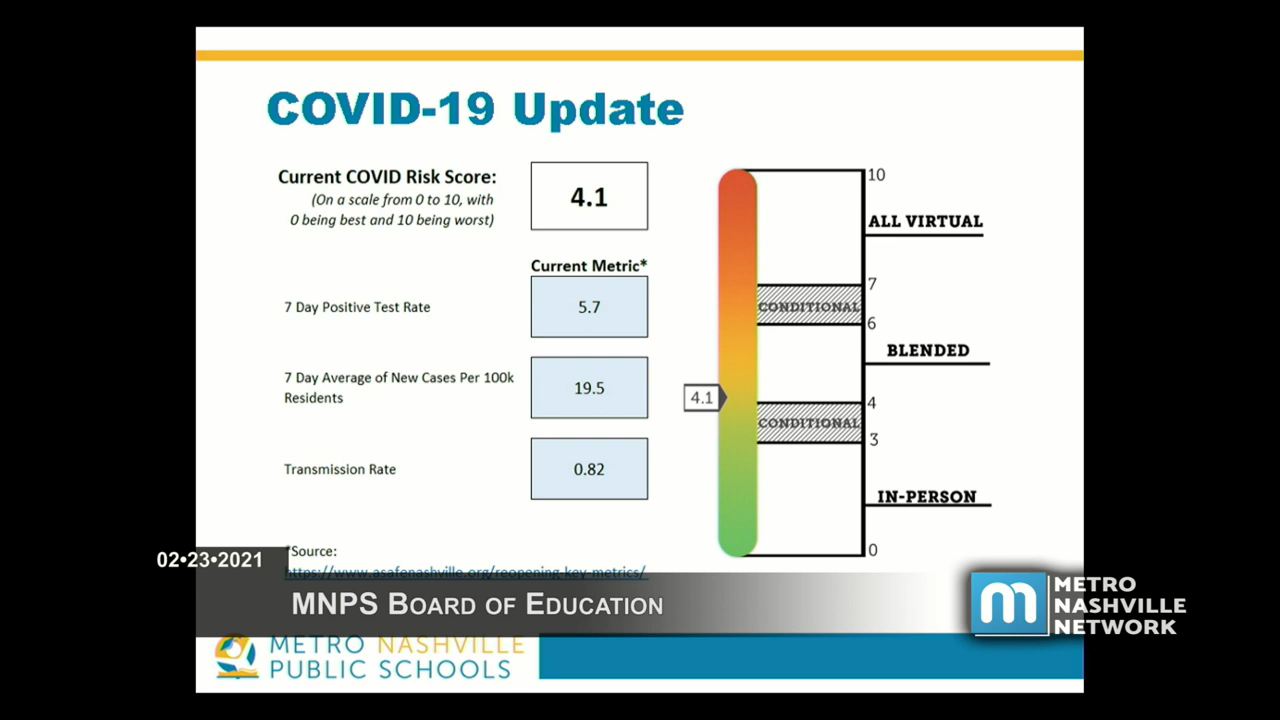 COVID-19 Update
Current COVID Risk Score:
(On a scale from 0 to 10, with
0 being best and 10 being worst)
4.1
Current Metric*
7 Day Positive Test Rate
5.7
7 Day Average of New Cases Per 100k
Residents
19.5
Transmission Rate
0.82
*Source:
https://www.asafenashville.org/reopening-key-metrics/
4.1
10
ALL VIRTUAL
7
CONDITIONAL
6
BLENDED
4
CONDITIONAL
3
IN-PERSON
0
02•23•2021
MNPS BOARD OF EDUCATION
m
METRO
NASHVILLE
NETWORK
METRO NASHVILLE
PUBLIC SCHOOLS